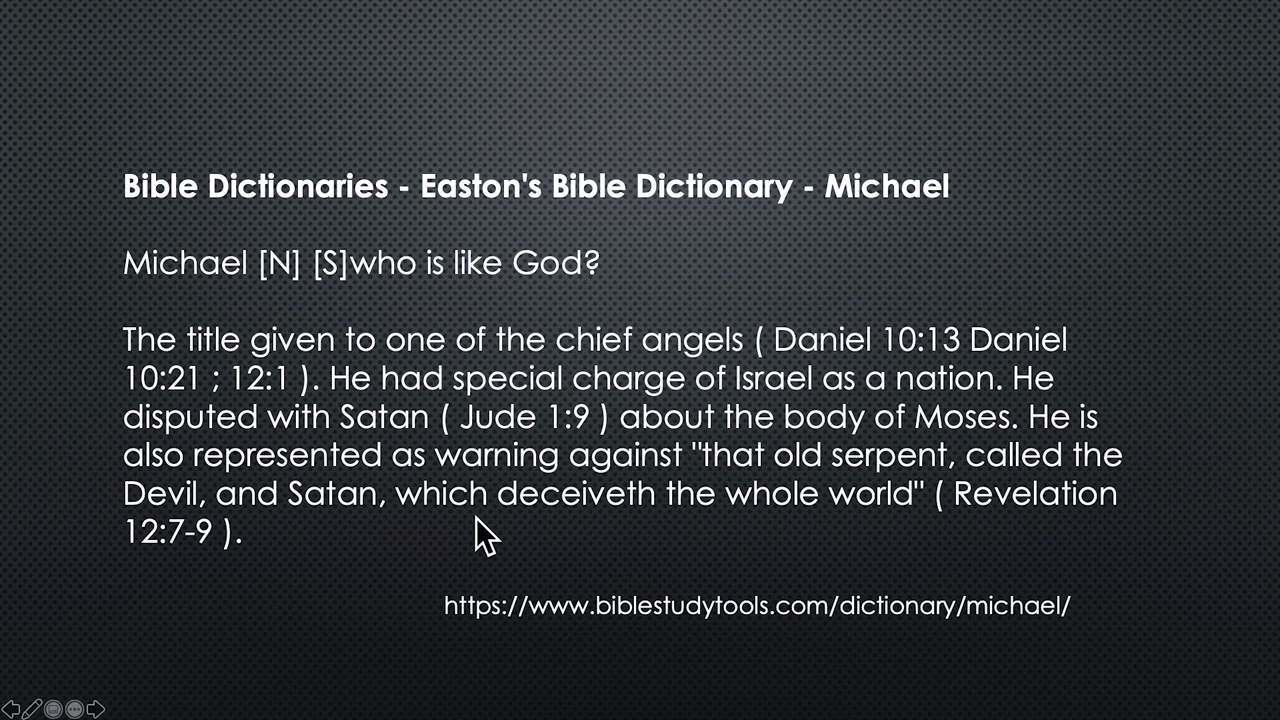 Bible Dictionaries - Easton's Bible Dictionary - Michael
Michael [N] [S]who is like God?
The title given to one of the chief angels ( Daniel 10:13 Daniel
10:21 ; 12:1 ). He had special charge of Israel as a nation. He
disputed with Satan ( Jude 1:9 ) about the body of Moses. He is
also represented as warning against "that old serpent, called the
Devil, and Satan, which deceiveth the whole world" ( Revelation
12:7-9 ).
https://www.biblestudytools.com/dictionary/michael/